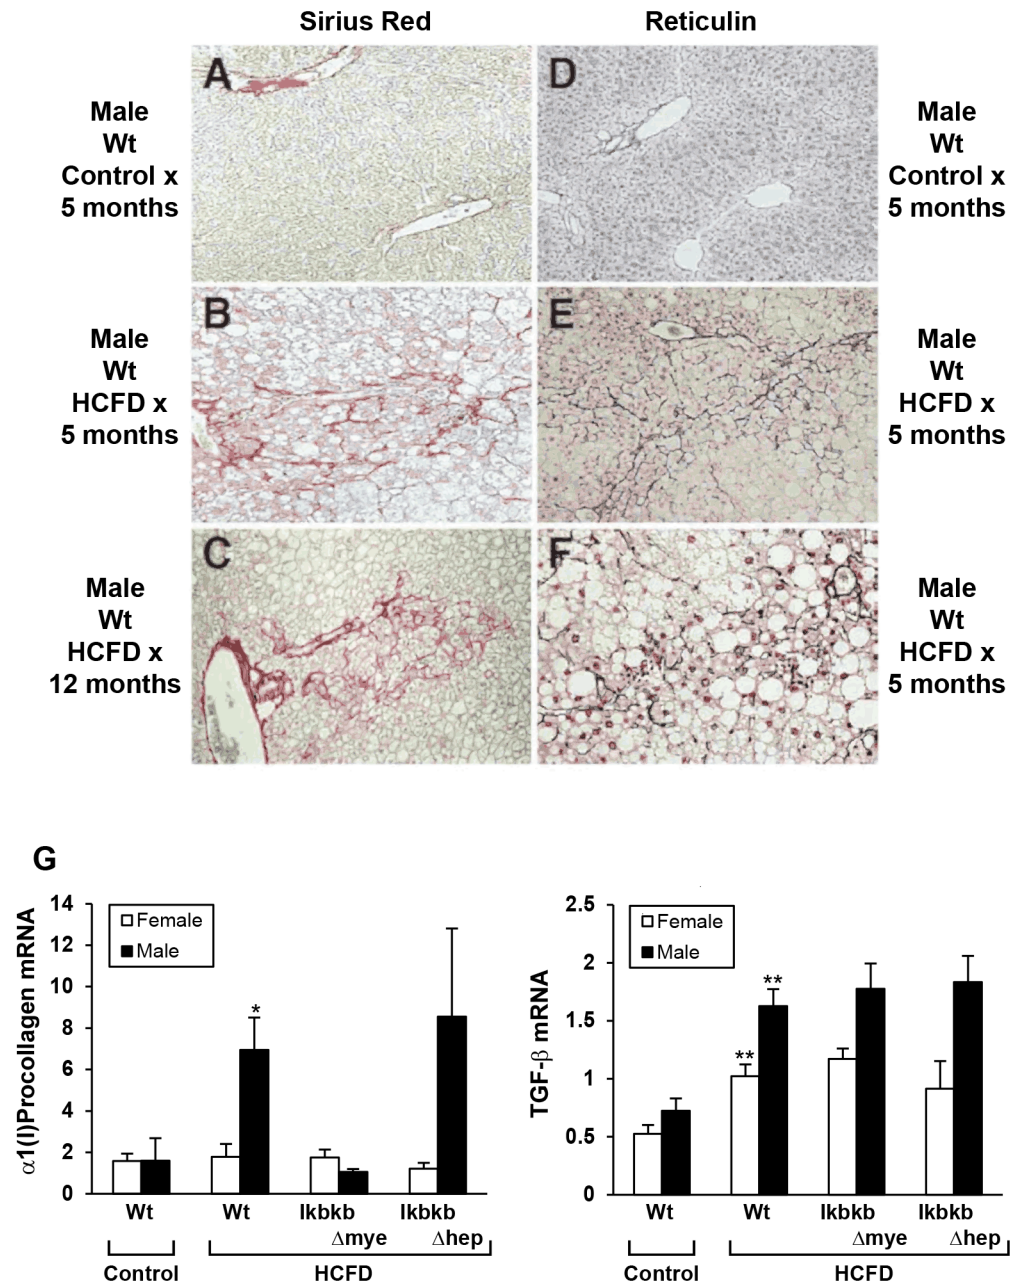 Sirius Red
Reticulin
A
D
Male
Wt
Control x
5 months
Male
Wt
Control x
5 months
B
E
Male
Wt
HCFD x
5 months
Male
Wt
HCFD x
5 months
C
F
Male
Wt
HCFD x
12 months
Male
Wt
HCFD x
5 months
G
α1(I)Procollagen mRNA
14
12
10
8
6
4
2
0
Female
Male
*
Wt
Wt
Ikbkb
Δmye
Ikbkb
Δhep
Control
HCFD
TGF-β mRNA
2.5
2
1.5
1
0.5
0
Female
Male
**
**
Wt
Wt
Ikbkb
Δmye
Ikbkb
Δhep
Control
HCFD